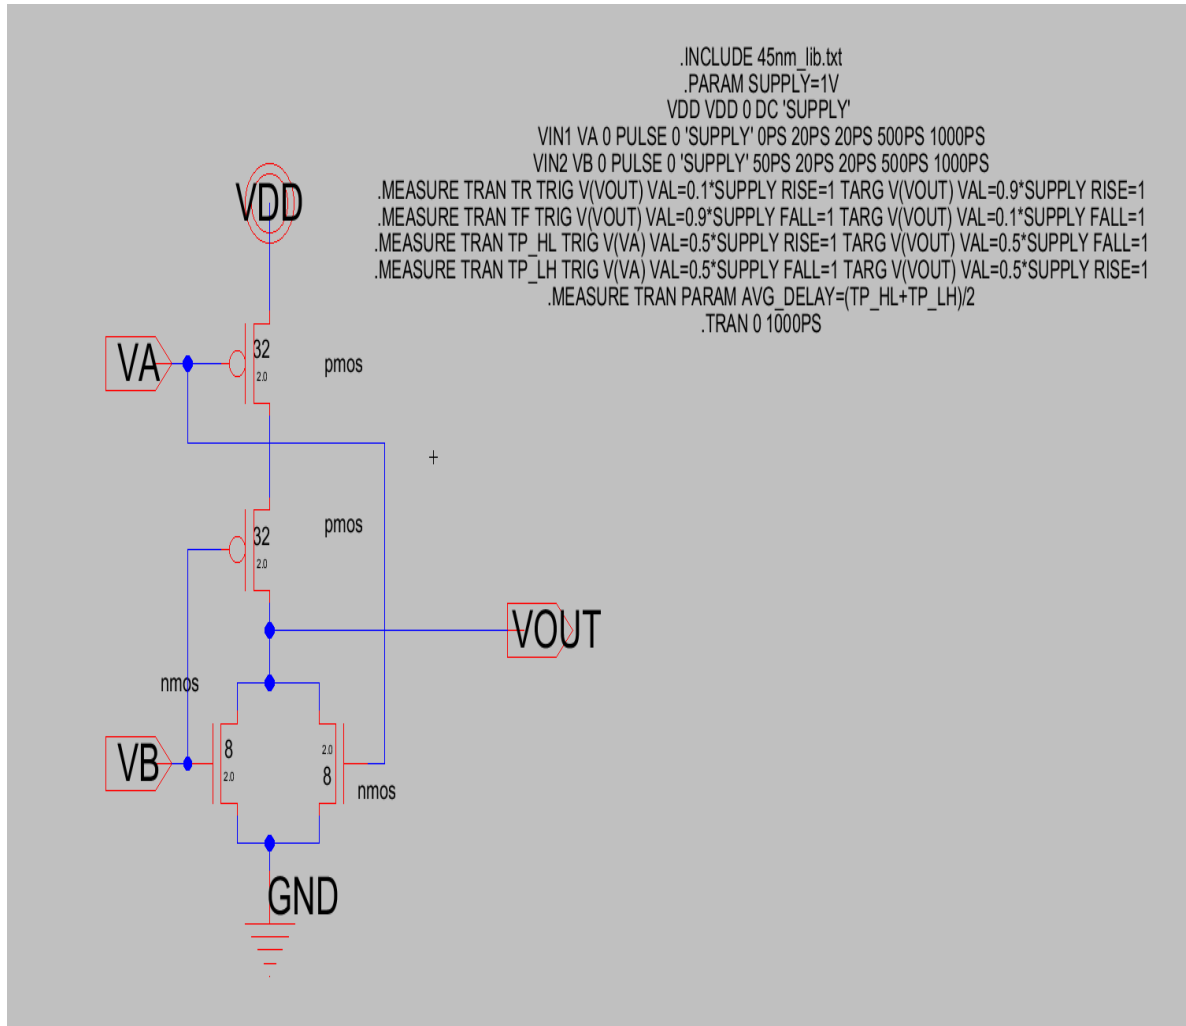 .INCLUDE 45nm_lib.txt
.PARAM SUPPLY=1V
VDD VDD 0 DC 'SUPPLY'
VIN1 VA 0 PULSE 0 'SUPPLY' 0PS 20PS 20PS 500PS 1000PS
VIN2 VB 0 PULSE 0 'SUPPLY' 50PS 20PS 20PS 500PS 1000PS
.MEASURE TRAN TR TRIG V(VOUT) VAL=0.1*SUPPLY RISE=1 TARG V(VOUT) VAL=0.9*SUPPLY RISE=1
.MEASURE TRAN TF TRIG V(VOUT) VAL=0.9*SUPPLY FALL=1 TARG V(VOUT) VAL=0.1*SUPPLY FALL=1
.MEASURE TRAN TP_HL TRIG V(VA) VAL=0.5*SUPPLY RISE=1 TARG V(VOUT) VAL=0.5*SUPPLY FALL=1
.MEASURE TRAN TP_LH TRIG V(VA) VAL=0.5*SUPPLY FALL=1 TARG V(VOUT) VAL=0.5*SUPPLY RISE=1
.MEASURE TRAN PARAM AVG_DELAY=(TP_HL+TP_LH)/2
.TRAN 0 1000PS
VDD
32
VA
pmos
2.0
pmos
32
2.0
VOUT
nmos
8
2.0
VB
2.0
8
nmos
GND